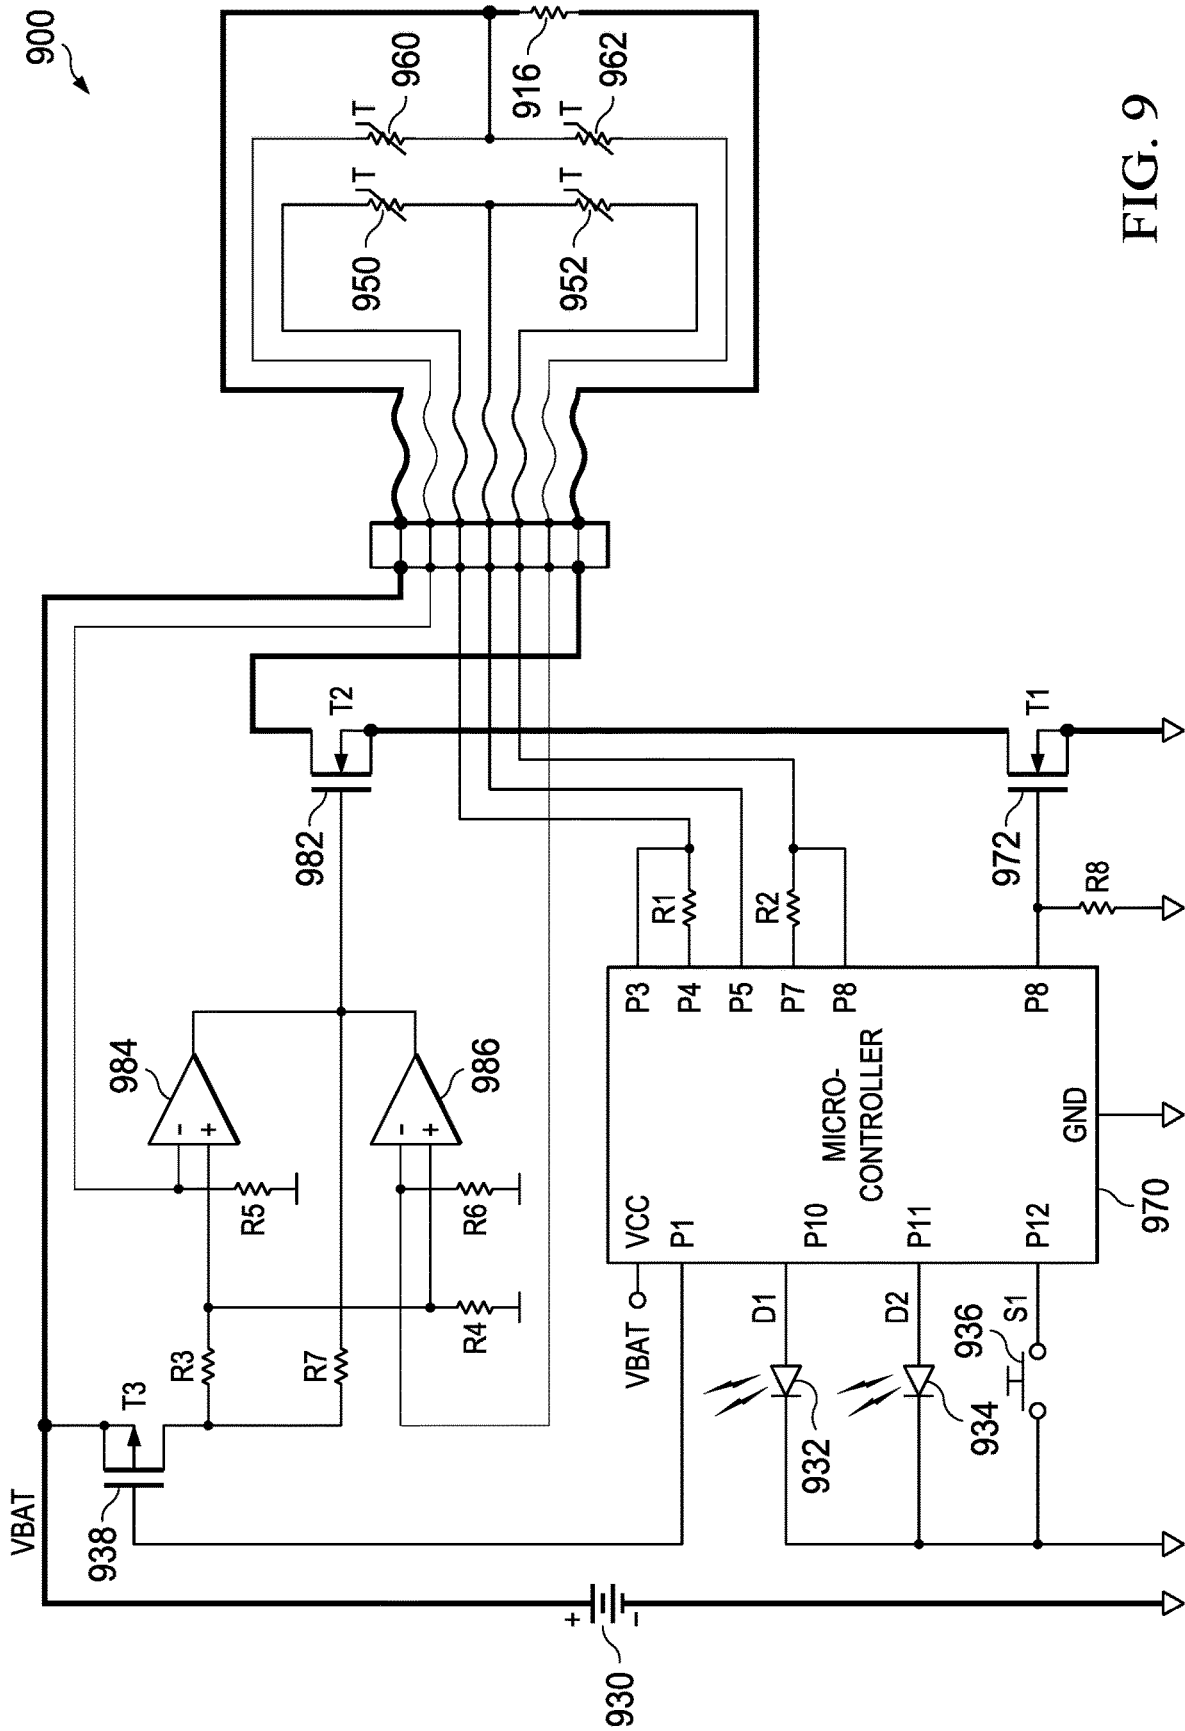 900
VBAT
T3
938
R3
R7
984
-
+
R5
986
-
+
R6
R4
982
T2
960
T
T
950
916
962
T
T
952
930
+
-
VBAT
VCC
P1
P3
P4
P5
P7
P8
P8
R1
R2
MICRO-
CONTROLLER
P10
P11
P12
GND
970
D1
D2
S1
932
934
936
972
T1
R8
FIG. 9